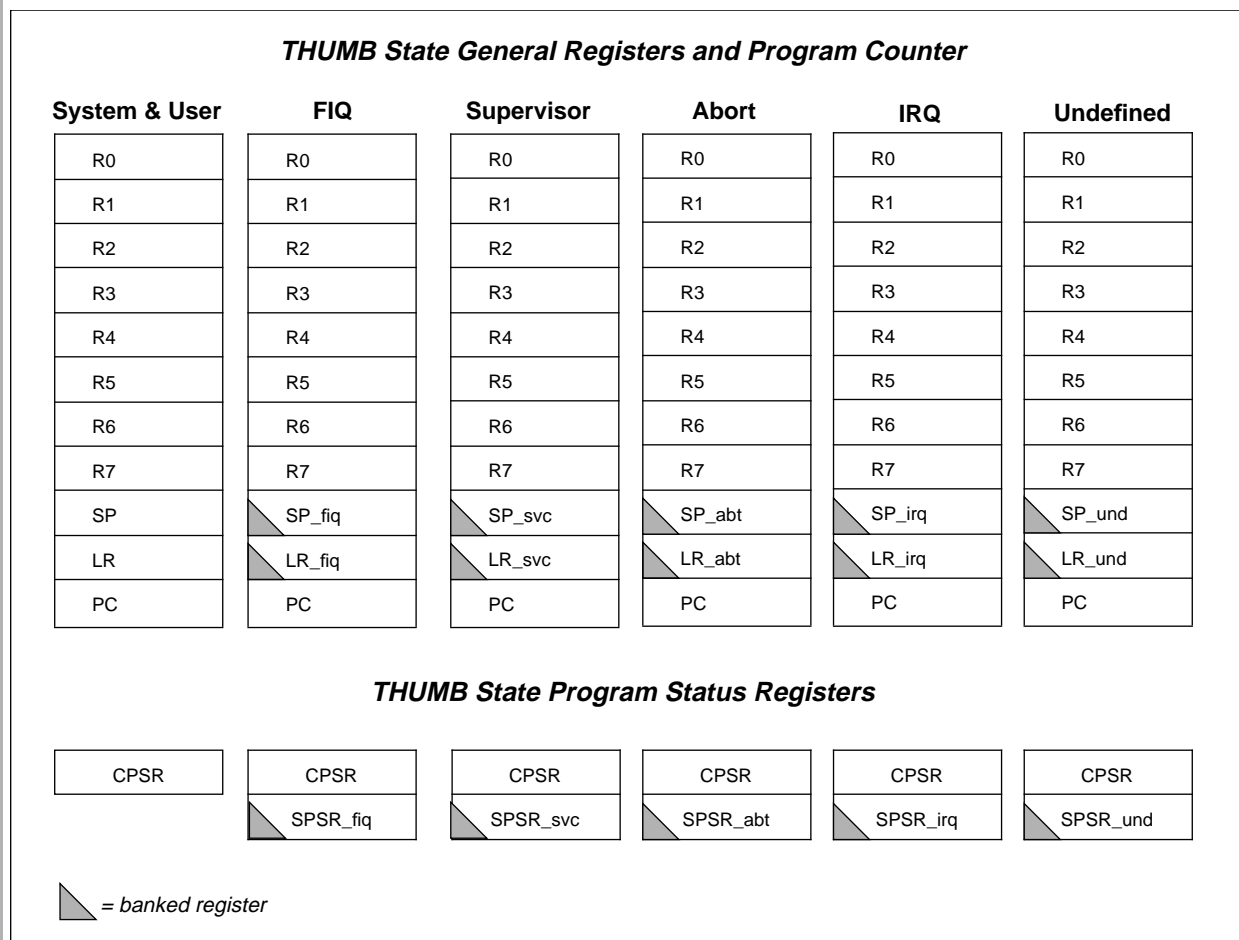 THUMB State General Registers and Program Counter
System & User FIQ Supervisor Abort IRQ Undefined
R0 R0 R0 R0 R0 R0
R1 R1 R1 R1 R1 R1
R2 R2 R2 R2 R2 R2
R3 R3 R3 R3 R3 R3
R4 R4 R4 R4 R4 R4
R5 R5 R5 R5 R5 R5
R6 R6 R6 R6 R6 R6
R7 R7 R7 R7 R7 R7
SP SP_fiq SP_svc SP_abt SP_irq SP_und
LR LR_fiq LR_svc LR_abt LR_irq LR_und
PC PC PC PC PC PC
THUMB State Program Status Registers
CPSR CPSR CPSR CPSR CPSR CPSR
SPSR_fiq SPSR_svc SPSR_abt SPSR_irq SPSR_und
= banked register